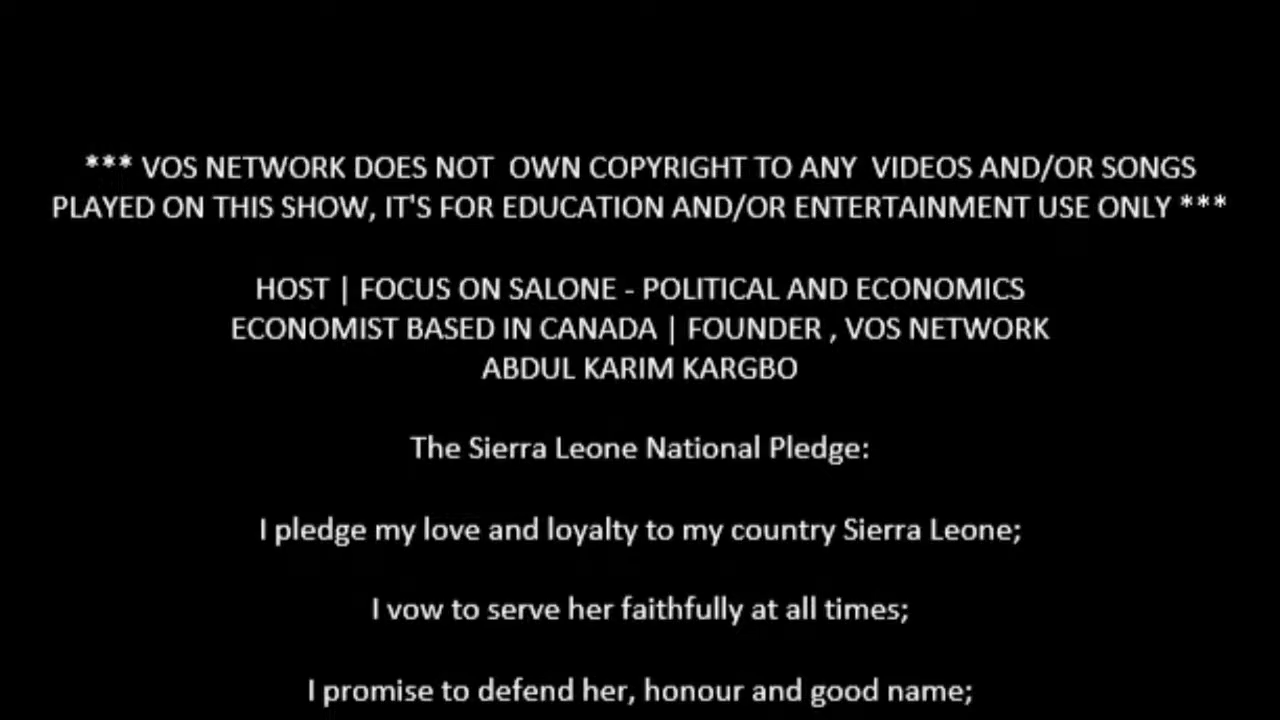 *** VOS NETWORK DOES NOT  OWN COPYRIGHT TO ANY  VIDEOS AND/OR SONGS
PLAYED ON THIS SHOW, IT'S FOR EDUCATION AND/OR ENTERTAINMENT USE ONLY ***
HOST | FOCUS ON SALONE - POLITICAL AND ECONOMICS
ECONOMIST BASED IN CANADA | FOUNDER , VOS NETWORK
ABDUL KARIM KARGBO
The Sierra Leone National Pledge:
I pledge my love and loyalty to my country Sierra Leone;
I vow to serve her faithfully at all times;
I promise to defend her, honour and good name;